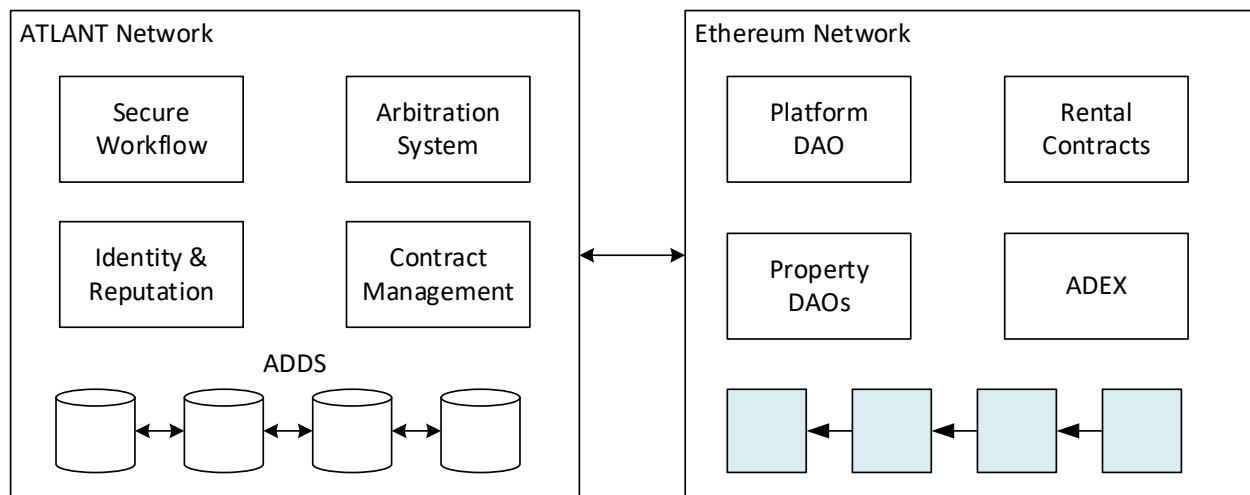 ATLANT Network
Secure
Workflow
Arbitration
System
Identity &
Reputation
Contract
Management
ADDS
Ethereum Network
Platform
DAO
Rental
Contracts
Property
DAOs
ADEX